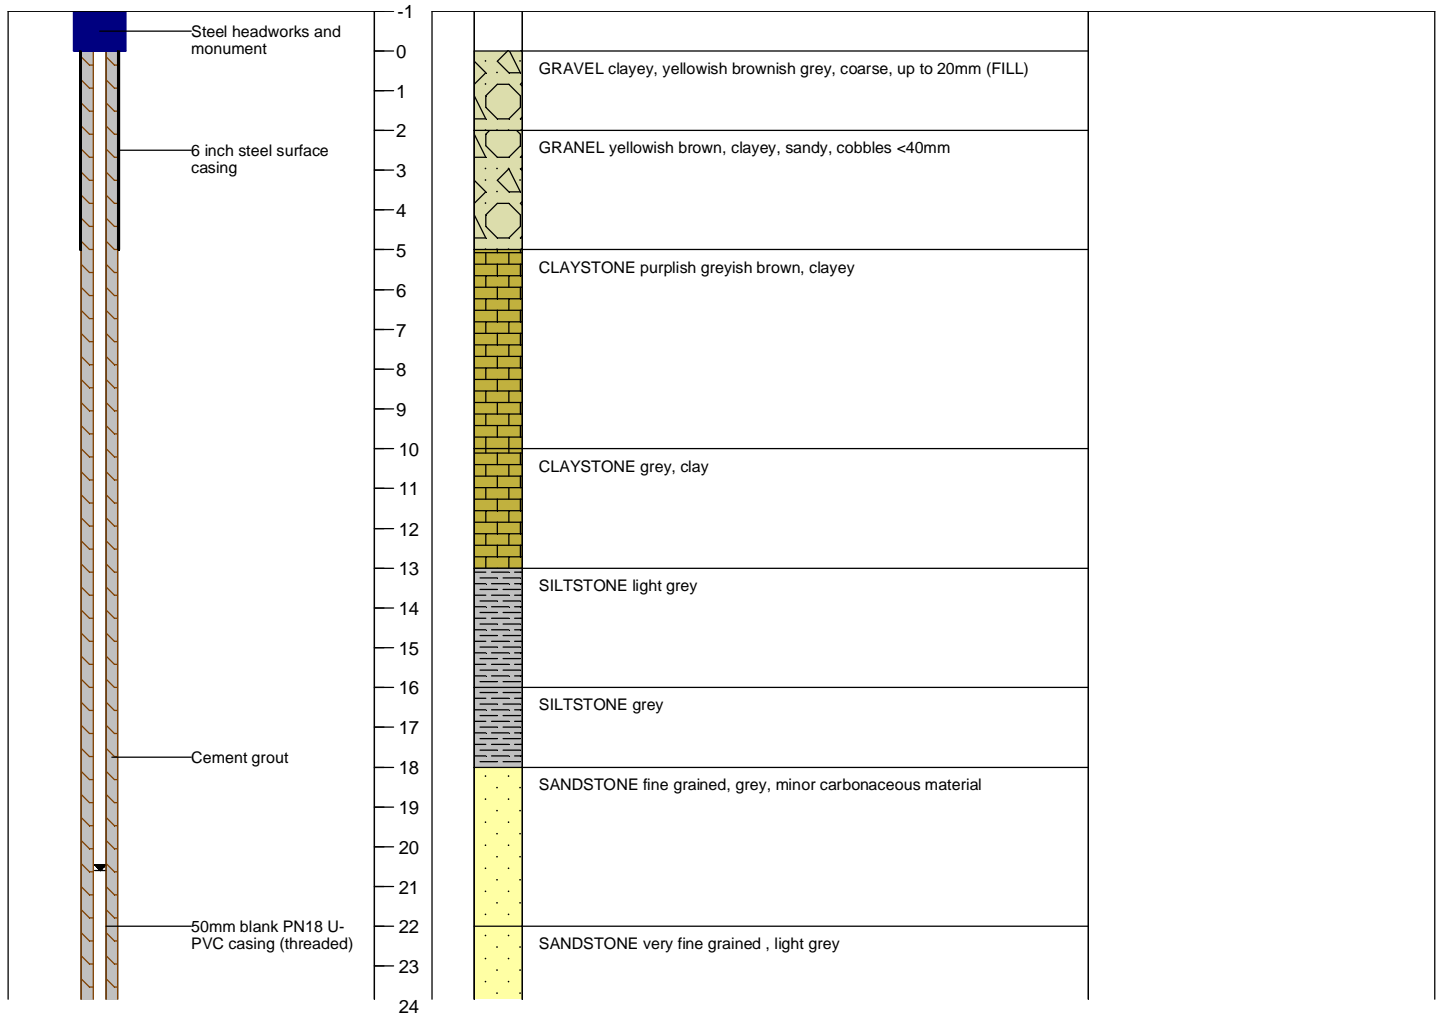 Steel headworks and
monument
6 inch steel surface
casing
Cement grout
50mm blank PN18 U-
PVC casing (threaded)
-1
0
1
2
3
4
5
6
7
8
9
10
11
12
13
14
15
16
17
18
19
20
21
22
23
24
GRAVEL clayey, yellowish brownish grey, coarse, up to 20mm (FILL)
GRANEL yellowish brown, clayey, sandy, cobbles <40mm
CLAYSTONE purplish greyish brown, clayey
CLAYSTONE grey, clay
SILTSTONE light grey
SILTSTONE grey
SANDSTONE fine grained, grey, minor carbonaceous material
SANDSTONE very fine grained , light grey